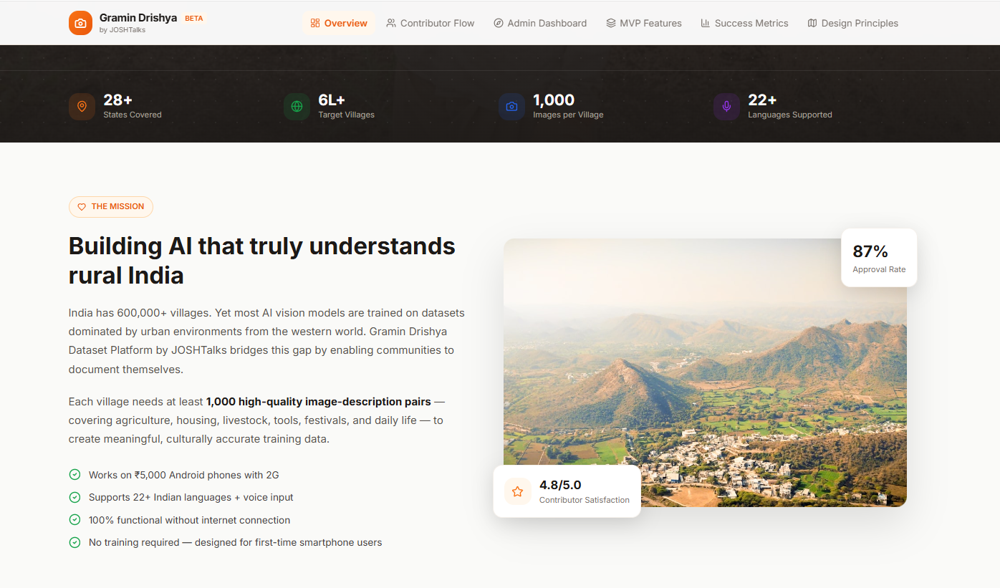 Gramin Drishya BETA
by JOSHTalks
Overview
Contributor Flow
Admin Dashboard
MVP Features
Success Metrics
Design Principles
28+
States Covered
6L+
Target Villages
1,000
Images per Village
22+
Languages Supported
THE MISSION
Building AI that truly understands
rural India
India has 600,000+ villages. Yet most AI vision models are trained on datasets
dominated by urban environments from the western world. Gramin Drishya
Dataset Platform by JOSHTalks bridges this gap by enabling communities to
document themselves.
Each village needs at least 1,000 high-quality image-description pairs —
covering agriculture, housing, livestock, tools, festivals, and daily life — to
create meaningful, culturally accurate training data.
Works on ₹5,000 Android phones with 2G
Supports 22+ Indian languages + voice input
100% functional without internet connection
No training required — designed for first-time smartphone users
87%
Approval Rate
4.8/5.0
Contributor Satisfaction